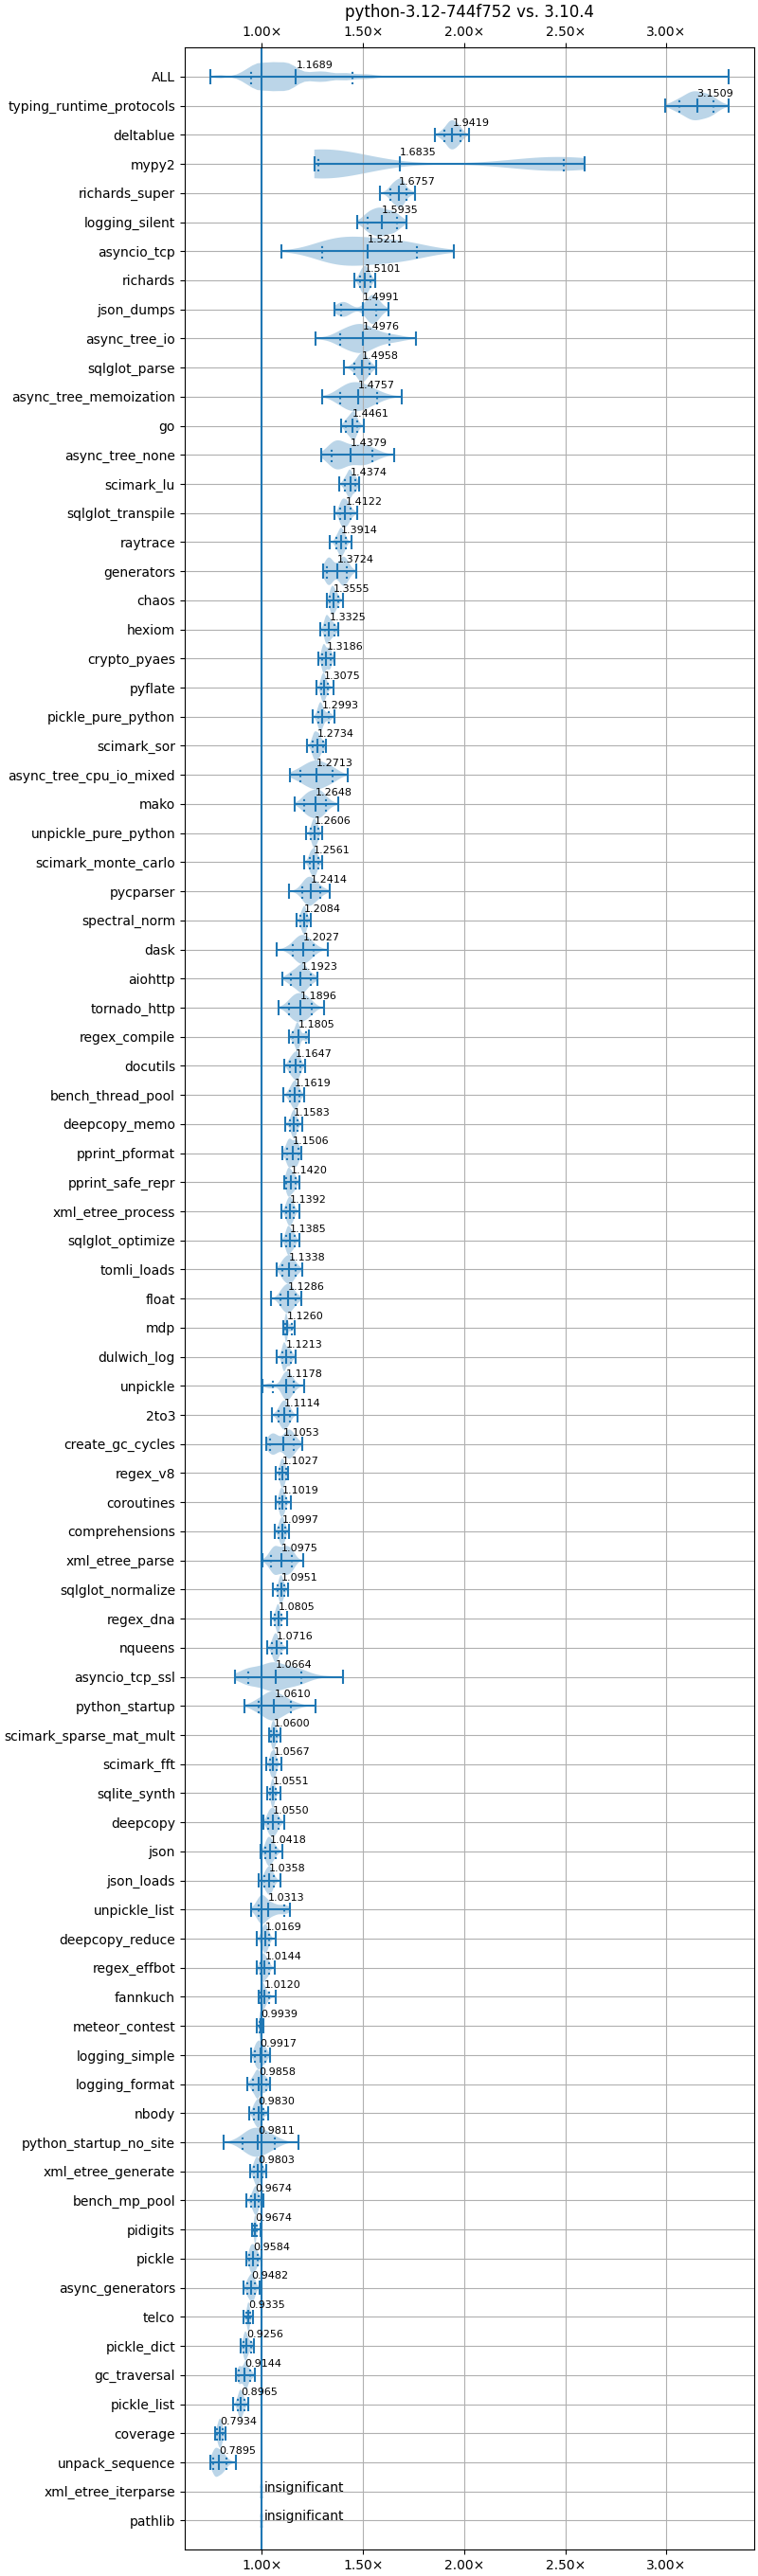 python-3.12-744f752 vs. 3.10.4
1.00× 1.50× 2.00× 2.50× 3.00×
ALL 1.1689
typing_runtime_protocols 3.1509
deltablue 1.9419
mypy2 1.6835
richards_super 1.6757
logging_silent 1.5935
asyncio_tcp 1.5211
richards 1.5101
json_dumps 1.4991
async_tree_io 1.4976
sqlglot_parse 1.4958
async_tree_memoization 1.4757
go 1.4461
async_tree_none 1.4379
scimark_lu 1.4374
sqlglot_transpile 1.4122
raytrace 1.3914
generators 1.3724
chaos 1.3555
hexiom 1.3325
crypto_pyaes 1.3186
pyflate 1.3075
pickle_pure_python 1.2993
scimark_sor 1.2734
async_tree_cpu_io_mixed 1.2713
mako 1.2648
unpickle_pure_python 1.2606
scimark_monte_carlo 1.2561
pycparser 1.2414
spectral_norm 1.2084
dask 1.2027
aiohttp 1.1923
tornado_http 1.1896
regex_compile 1.1805
docutils 1.1647
bench_thread_pool 1.1619
deepcopy_memo 1.1583
pprint_pformat 1.1506
pprint_safe_repr 1.1420
xml_etree_process 1.1392
sqlglot_optimize 1.1385
tomli_loads 1.1338
float 1.1286
mdp 1.1260
dulwich_log 1.1213
unpickle 1.1178
2to3 1.1114
create_gc_cycles 1.1053
regex_v8 1.1027
coroutines 1.1019
comprehensions 1.0997
xml_etree_parse 1.0975
sqlglot_normalize 1.0951
regex_dna 1.0805
nqueens 1.0716
asyncio_tcp_ssl 1.0664
python_startup 1.0610
scimark_sparse_mat_mult 1.0600
scimark_fft 1.0567
sqlite_synth 1.0551
deepcopy 1.0550
json 1.0418
json_loads 1.0358
unpickle_list 1.0313
deepcopy_reduce 1.0169
regex_effbot 1.0144
fannkuch 1.0120
meteor_contest 0.9939
logging_simple 0.9917
logging_format 0.9858
nbody 0.9830
python_startup_no_site 0.9811
xml_etree_generate 0.9803
bench_mp_pool 0.9674
pidigits 0.9674
pickle 0.9584
async_generators 0.9482
telco 0.9335
pickle_dict 0.9256
gc_traversal 0.9144
pickle_list 0.8965
coverage 0.7934
unpack_sequence 0.7895
xml_etree_iterparse insignificant
pathlib insignificant
1.00× 1.50× 2.00× 2.50× 3.00×